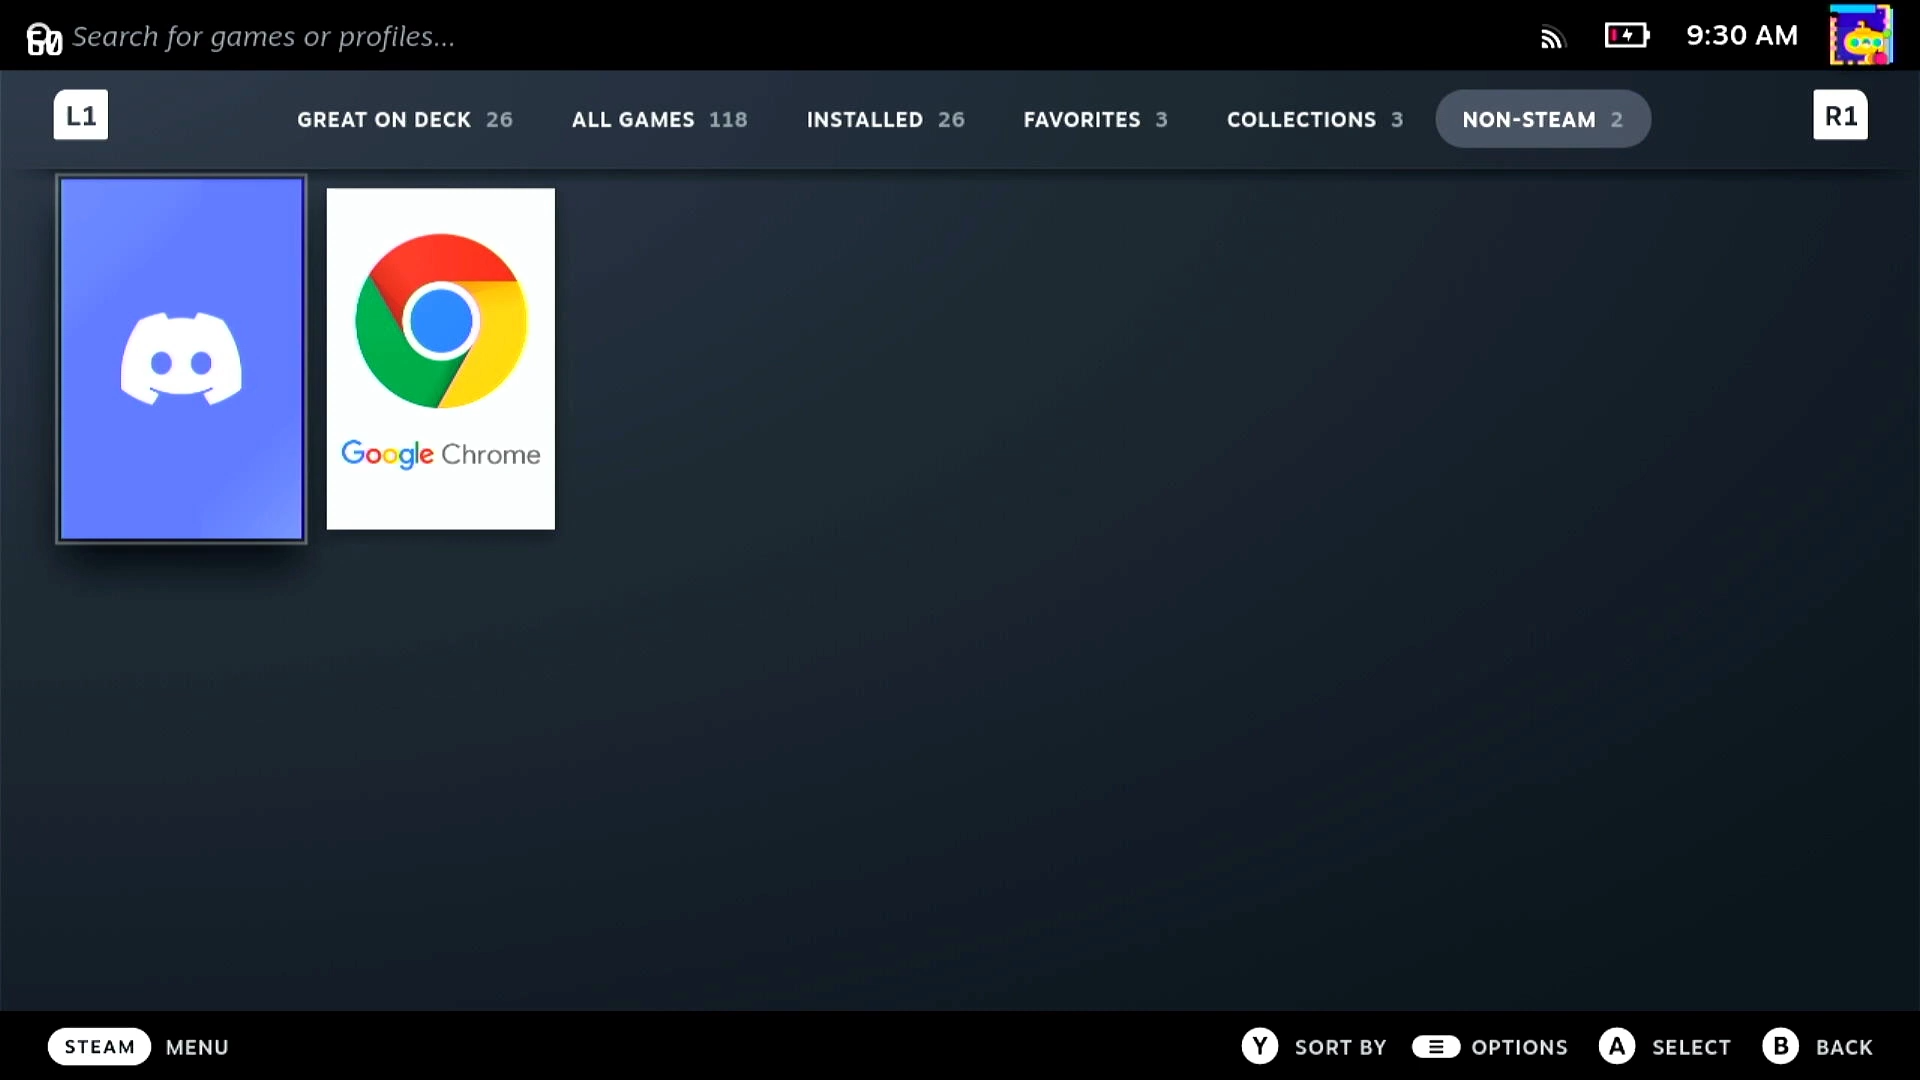 60 Search for games or profiles... 9:30 AM
L1 GREAT ON DECK 26 ALL GAMES 118 INSTALLED 26 FAVORITES 3 COLLECTIONS 3 NON-STEAM 2 R1
Google Chrome
STEAM MENU Y SORT BY OPTIONS A SELECT B BACK